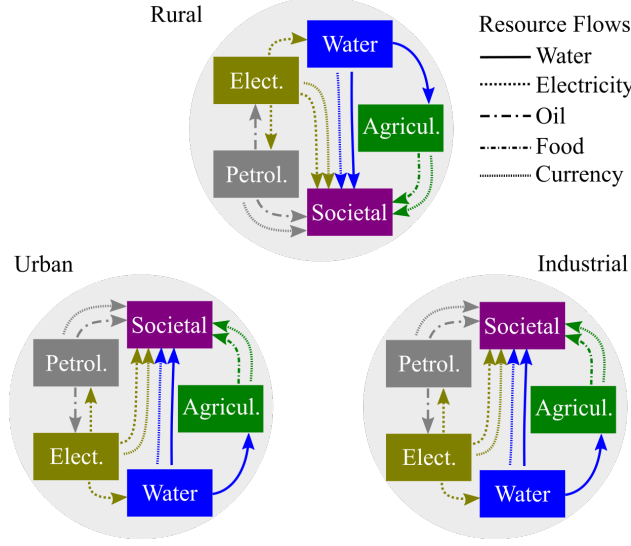 Rural
Resource Flows
Water
Water
Electricity
Elect.
Oil
Agricul.
Food
Petrol.
Currency
Societal
Urban
Industrial
Societal
Petrol.
Agricul.
Elect.
Water
Societal
Petrol.
Agricul.
Elect.
Water